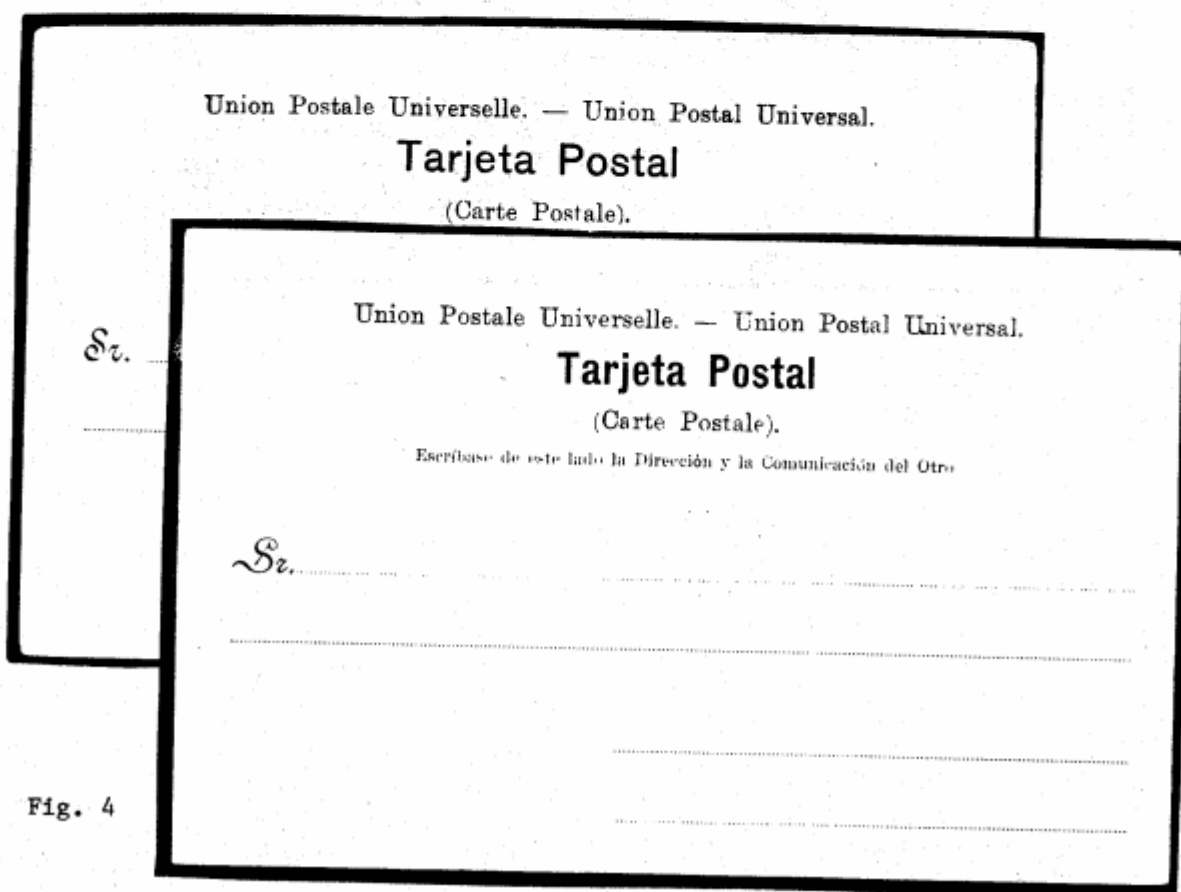 Union Postale Universelle. — Union Postal Universal.
Tarjeta Postal
(Carte Postale).
Sr.
Union Postale Universelle. — Union Postal Universal.
Tarjeta Postal
(Carte Postale).
Escríbase de este lado la Dirección y la Comunicación del Otro
Sr.
Fig. 4